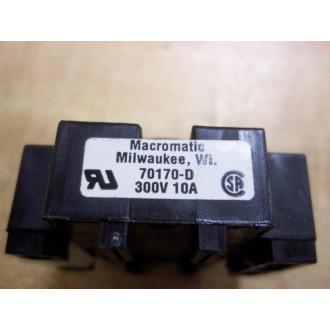 Macromatic
Milwaukee, WI.
70170-D
300V 10A